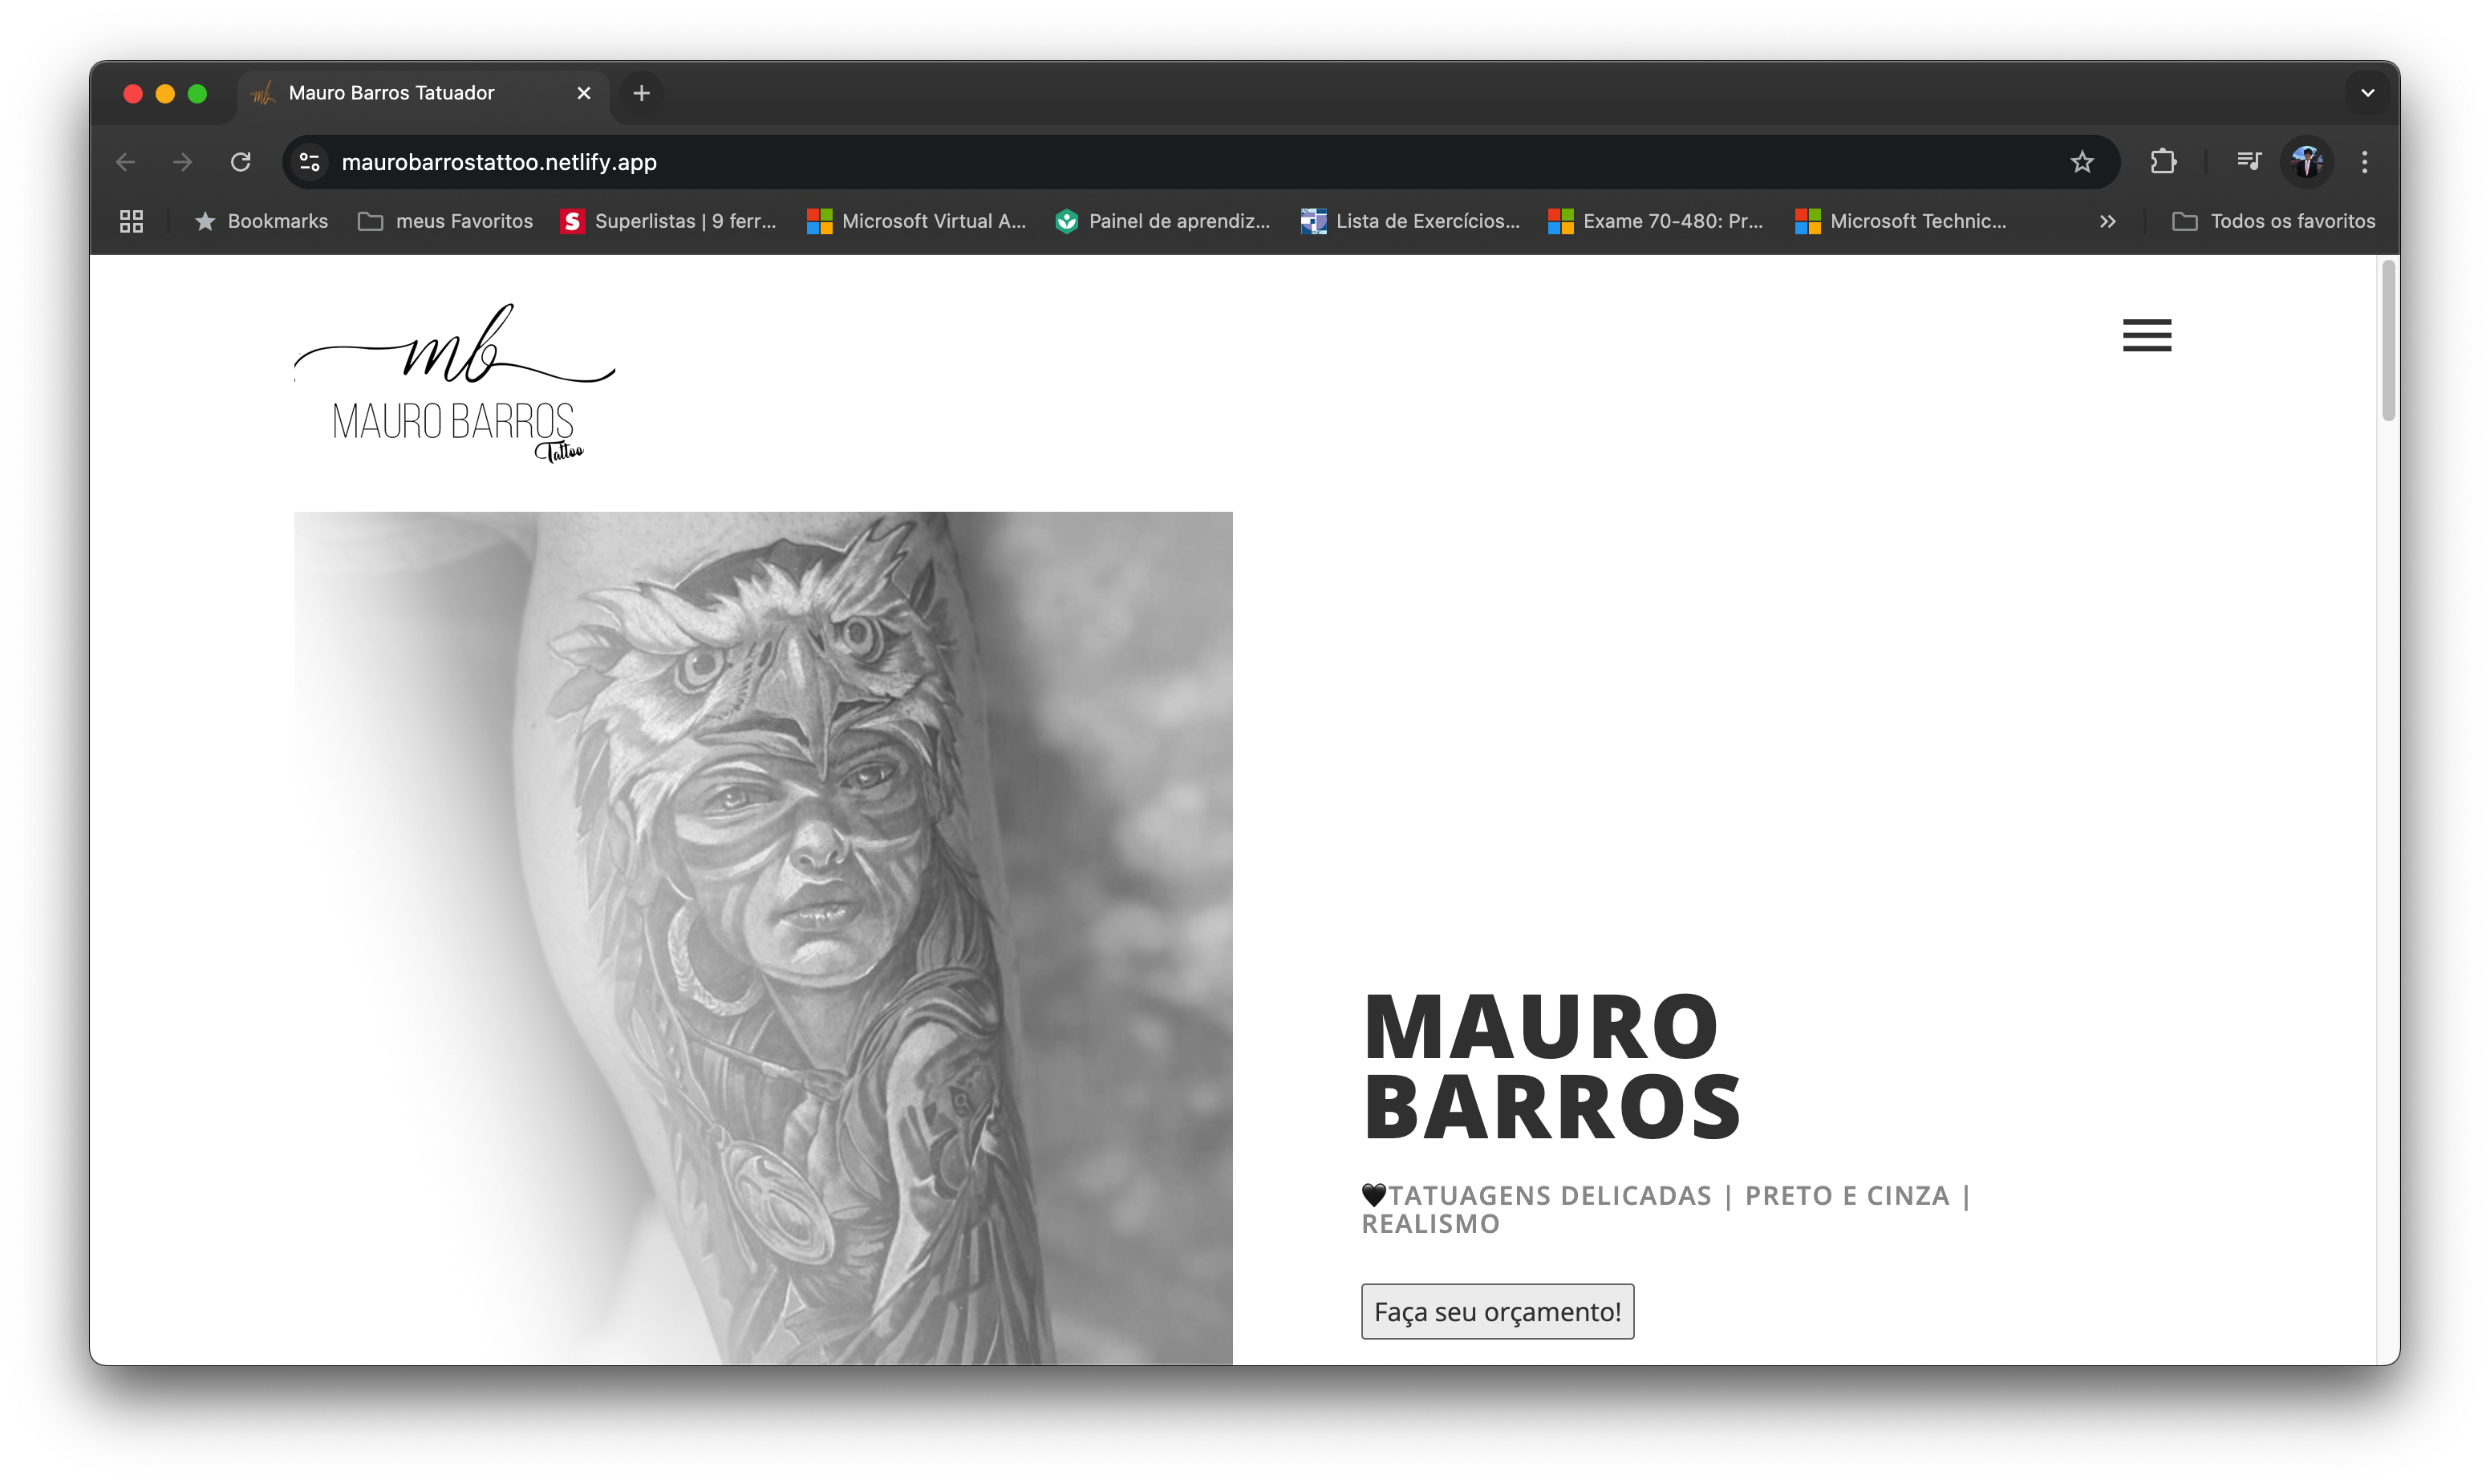 Mauro Barros Tatuador
maurobarrostattoo.netlify.app
Bookmarks meus Favoritos Superlistas | 9 ferr... Microsoft Virtual A... Painel de aprendiz... Lista de Exercícios... Exame 70-480: Pr... Microsoft Technic... Todos os favoritos
mb
MAURO BARROS
Tattoo
MAURO
BARROS
🖤TATUAGENS DELICADAS | PRETO E CINZA |
REALISMO
Faça seu orçamento!